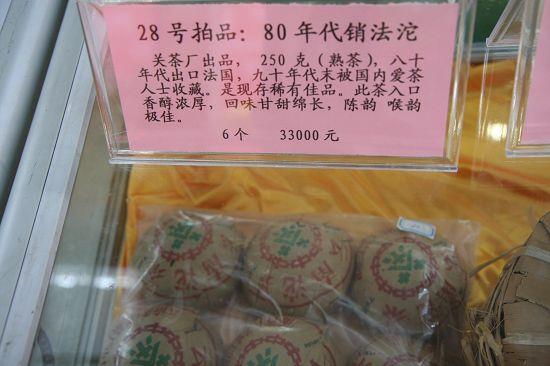 28号拍品：80年代销法沱
关茶厂出品，250克（熟茶），八十
年代出口法国，九十年代末被国内爱茶
人士收藏。是现存稀有佳品。此茶入口
香醇浓厚，回味甘甜绵长，陈韵 喉韵
极佳。
6个 33000元